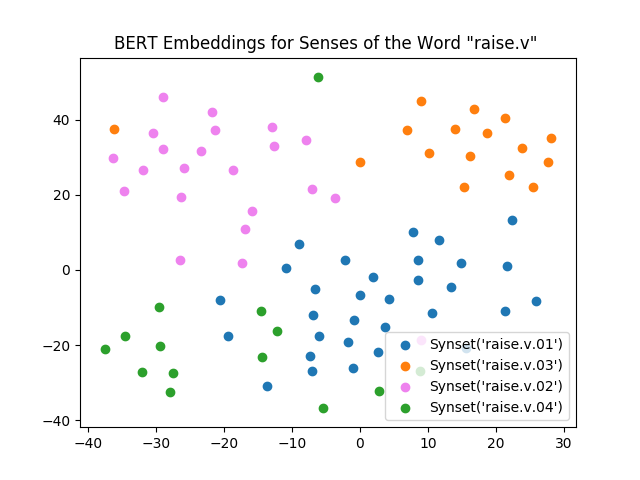 BERT Embeddings for Senses of the Word "raise.v"
40
20
0
−20
−40
Synset('raise.v.01')
Synset('raise.v.03')
Synset('raise.v.02')
Synset('raise.v.04')
−40 −30 −20 −10 0 10 20 30